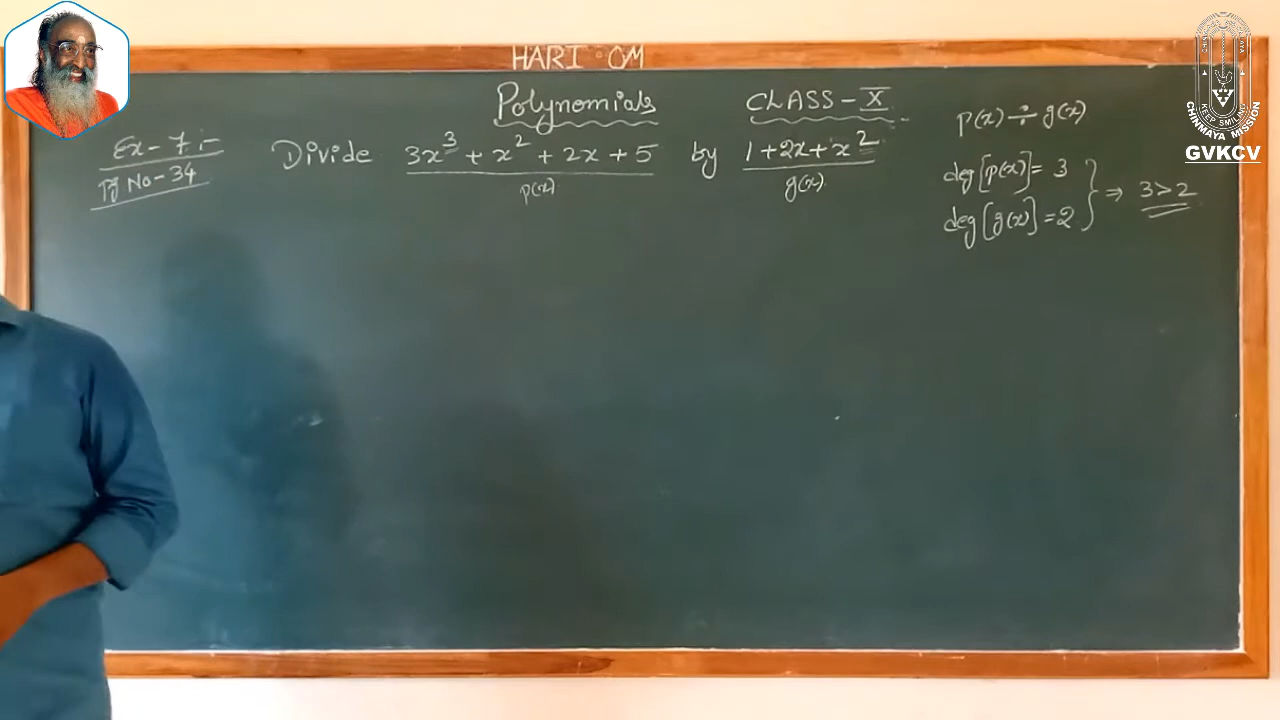 HARI : OM
Polynomials CLASS - X
Ex - 7 :-
Pg No - 34
Divide 3x³ + x² + 2x + 5 by 1 + 2x + x²
p(x) g(x)
p(x) ÷ g(x)
deg[p(x)] = 3
deg[g(x)] = 2
} ⇒ 3 > 2
CHINMAYA MISSION
KEEP SMILING
GVKCV